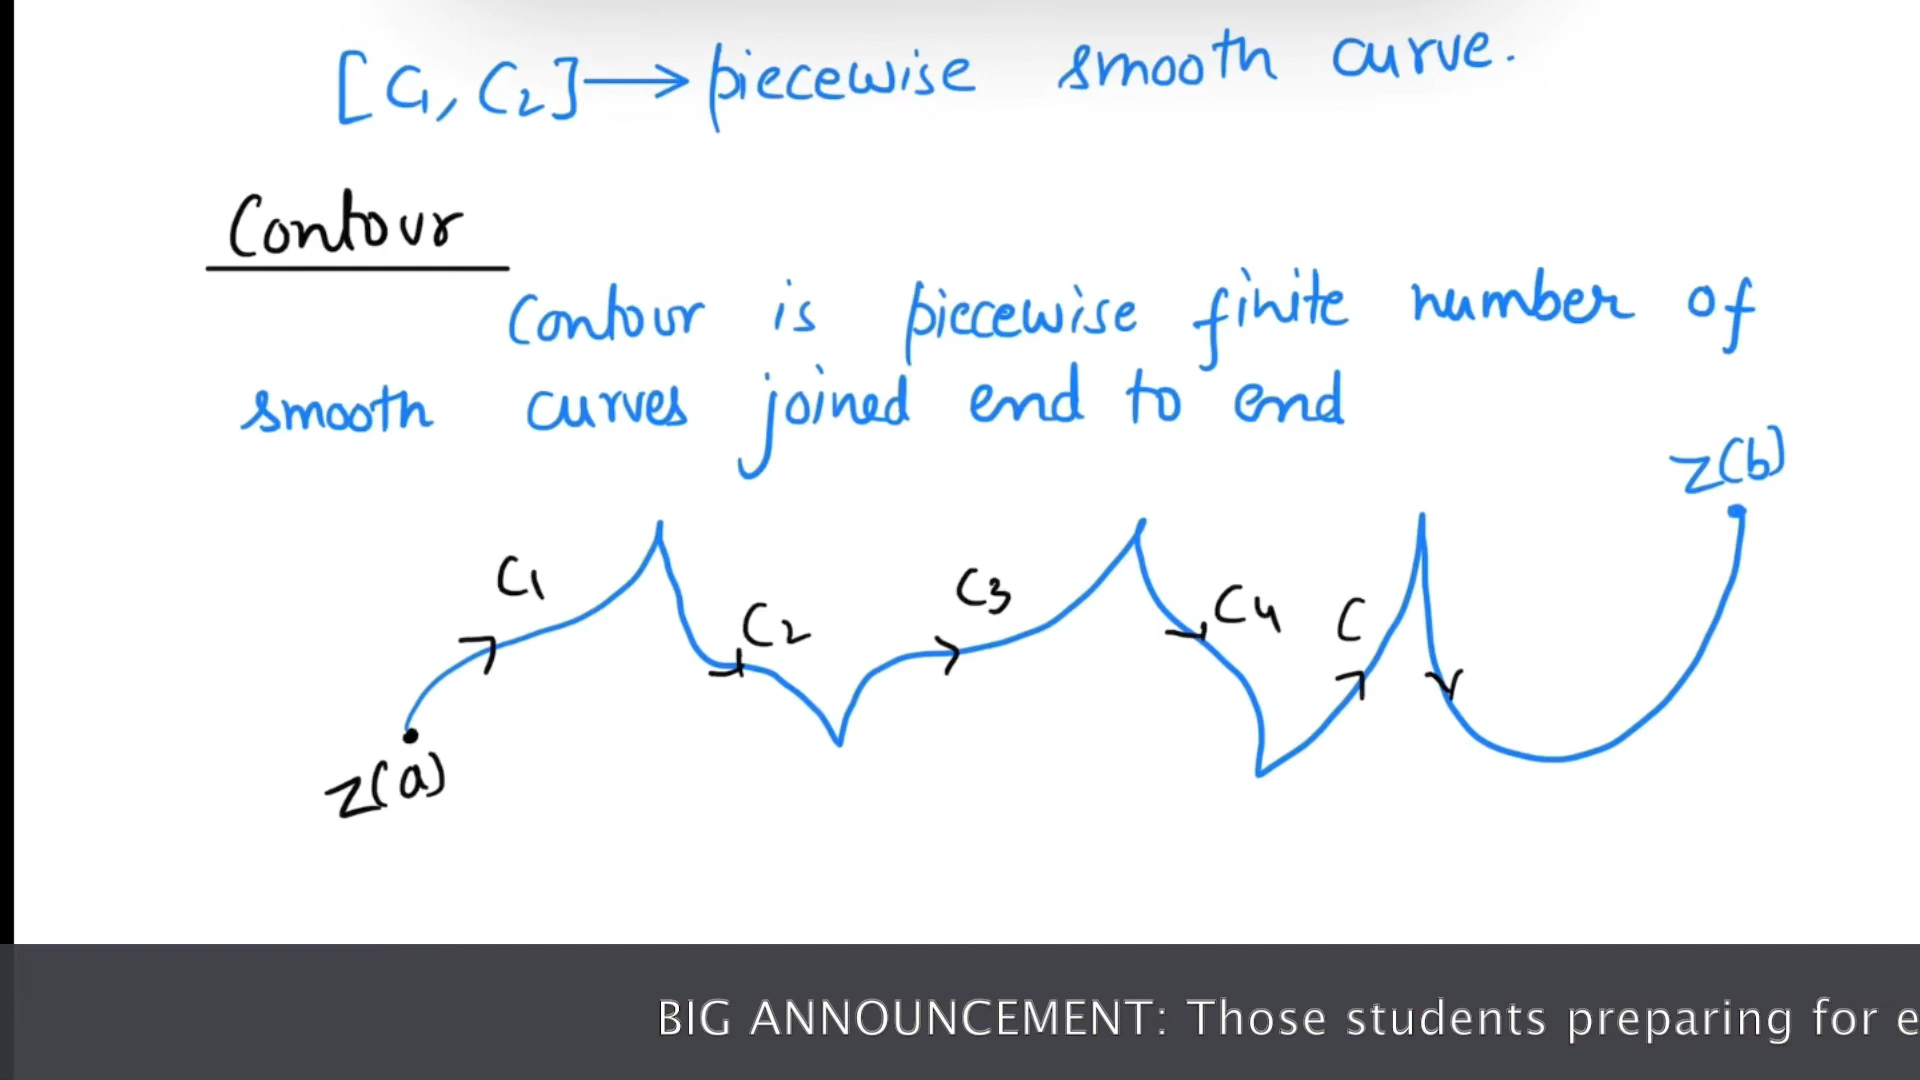 [C1, C2] → piecewise smooth curve.
Contour
Contour is piecewise finite number of
smooth curves joined end to end
z(b)
C1
C2
C3
C4
C
z(a)
BIG ANNOUNCEMENT: Those students preparing for e